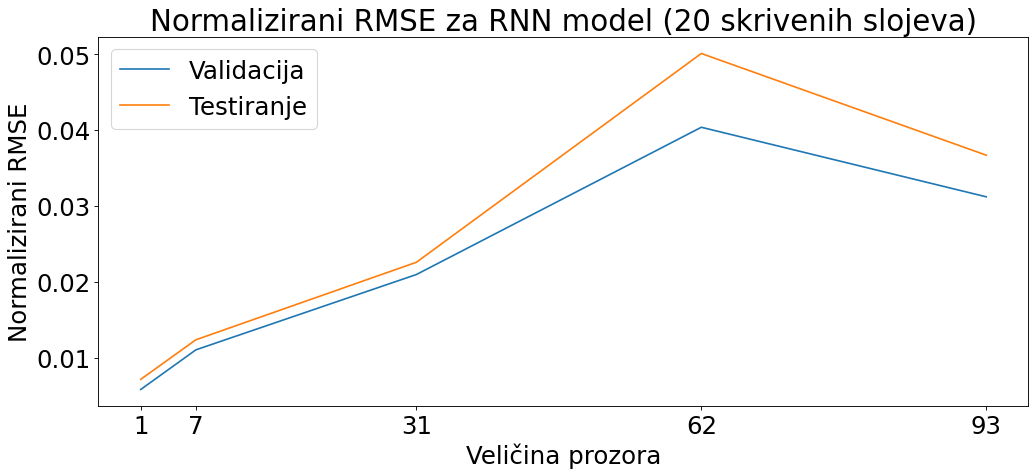 Normalizirani RMSE za RNN model (20 skrivenih slojeva)
Validacija
Testiranje
Normalizirani RMSE
0.05
0.04
0.03
0.02
0.01
1 7 31 62 93
Veličina prozora